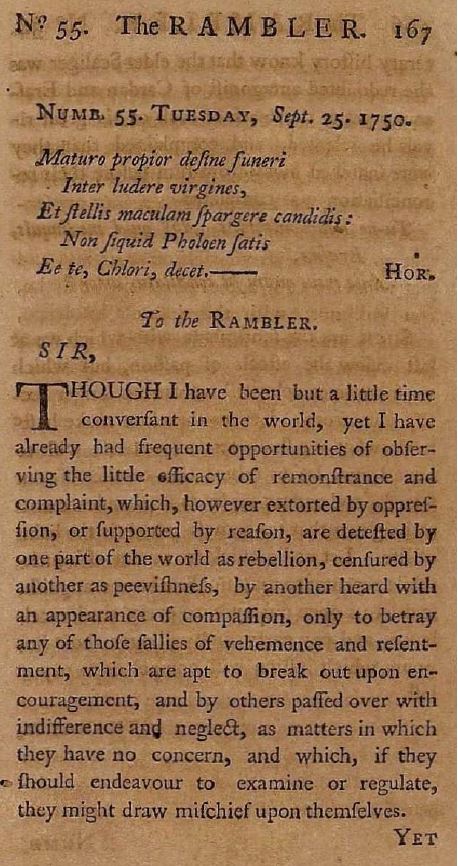 Nº 55. The RAMBLER. 167
NUMB. 55. TUESDAY, Sept. 25. 1750.
Maturo propior deſine funeri
Inter ludere virgines,
Et ſtellis maculam ſpargere candidis:
Non ſiquid Pholoen ſatis
Ee te, Chlori, decet.——— HOR.
To the RAMBLER.
SIR,
THOUGH I have been but a little time
converſant in the world, yet I have
already had frequent opportunities of obſer-
ving the little efficacy of remonſtrance and
complaint, which, however extorted by oppreſ-
ſion, or ſupported by reaſon, are deteſted by
one part of the world as rebellion, cenſured by
another as peeviſhneſs, by another heard with
an appearance of compaſſion, only to betray
any of thoſe ſallies of vehemence and reſent-
ment, which are apt to break out upon en-
couragement, and by others paſſed over with
indifference and neglect, as matters in which
they have no concern, and which, if they
ſhould endeavour to examine or regulate,
they might draw miſchief upon themſelves.
YET